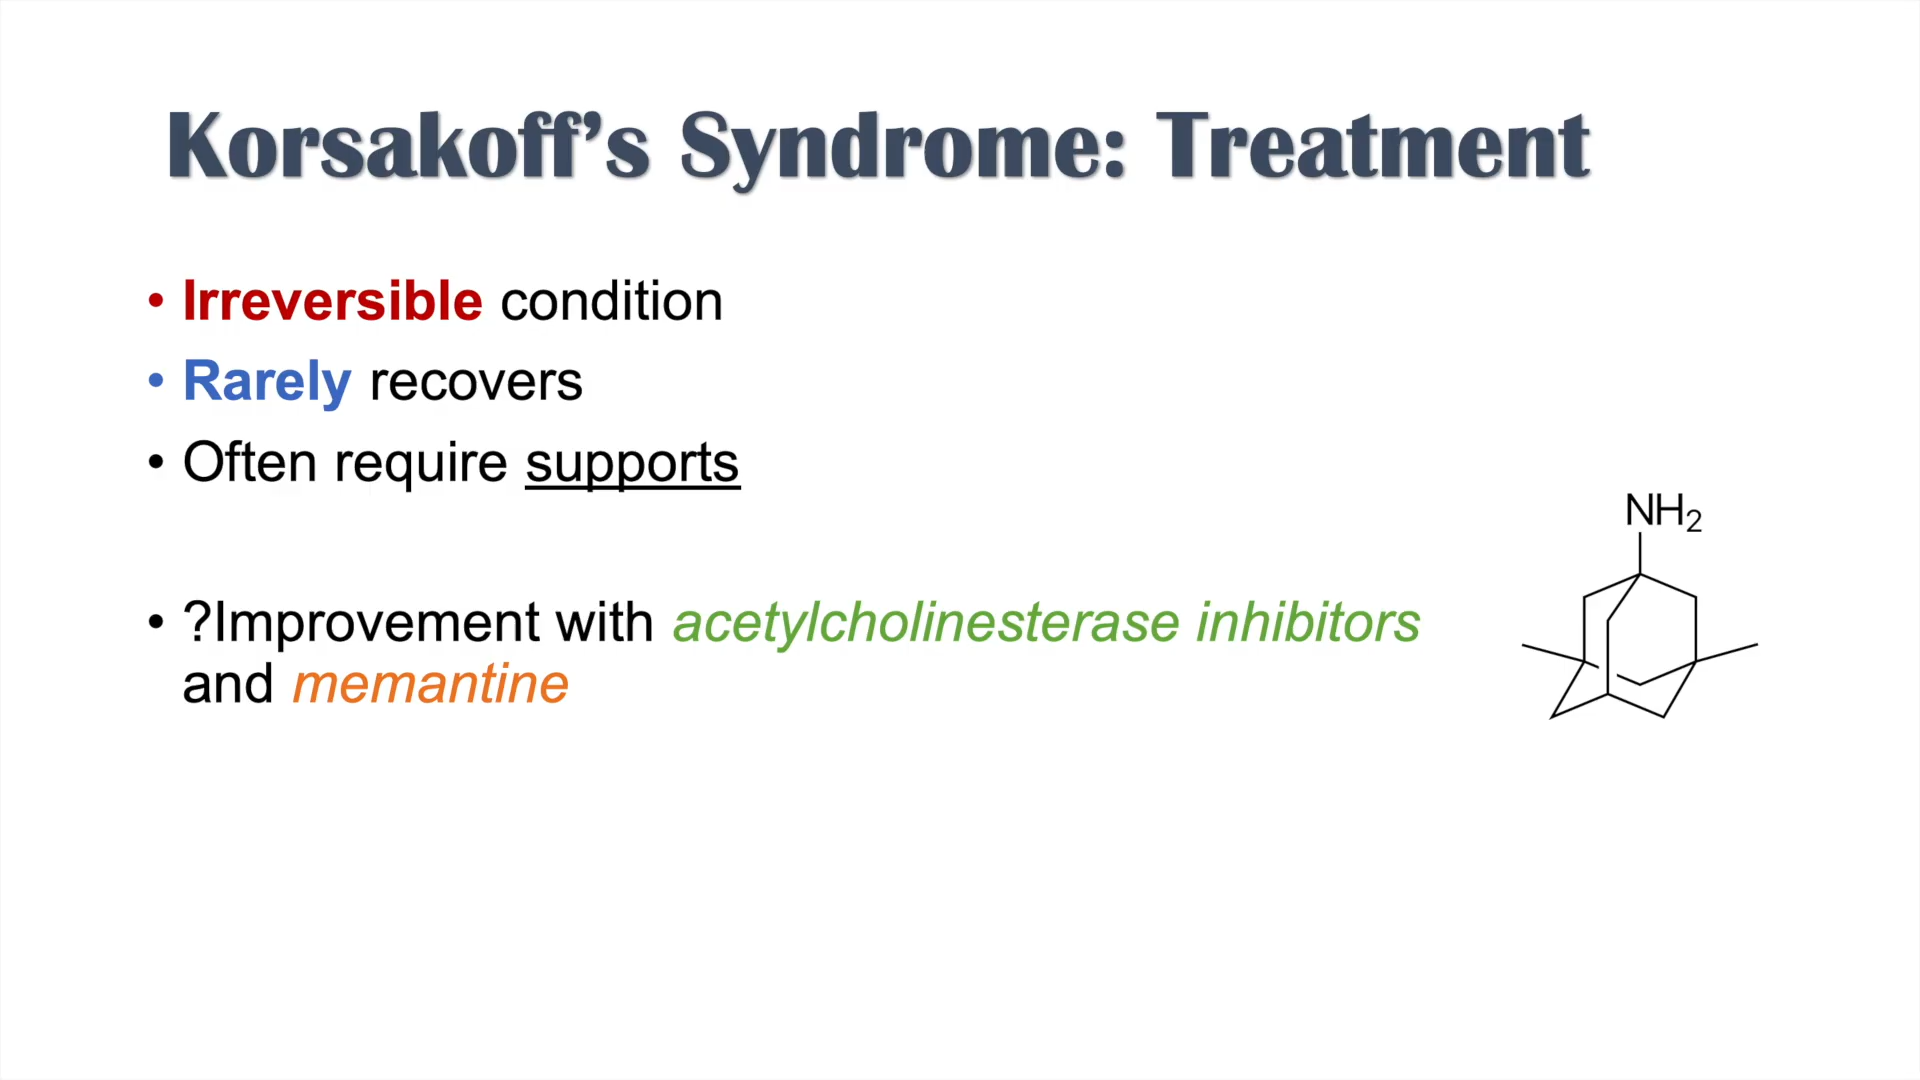 Korsakoff’s Syndrome: Treatment
• Irreversible condition
• Rarely recovers
• Often require supports
NH2
• ?Improvement with acetylcholinesterase inhibitors
and memantine